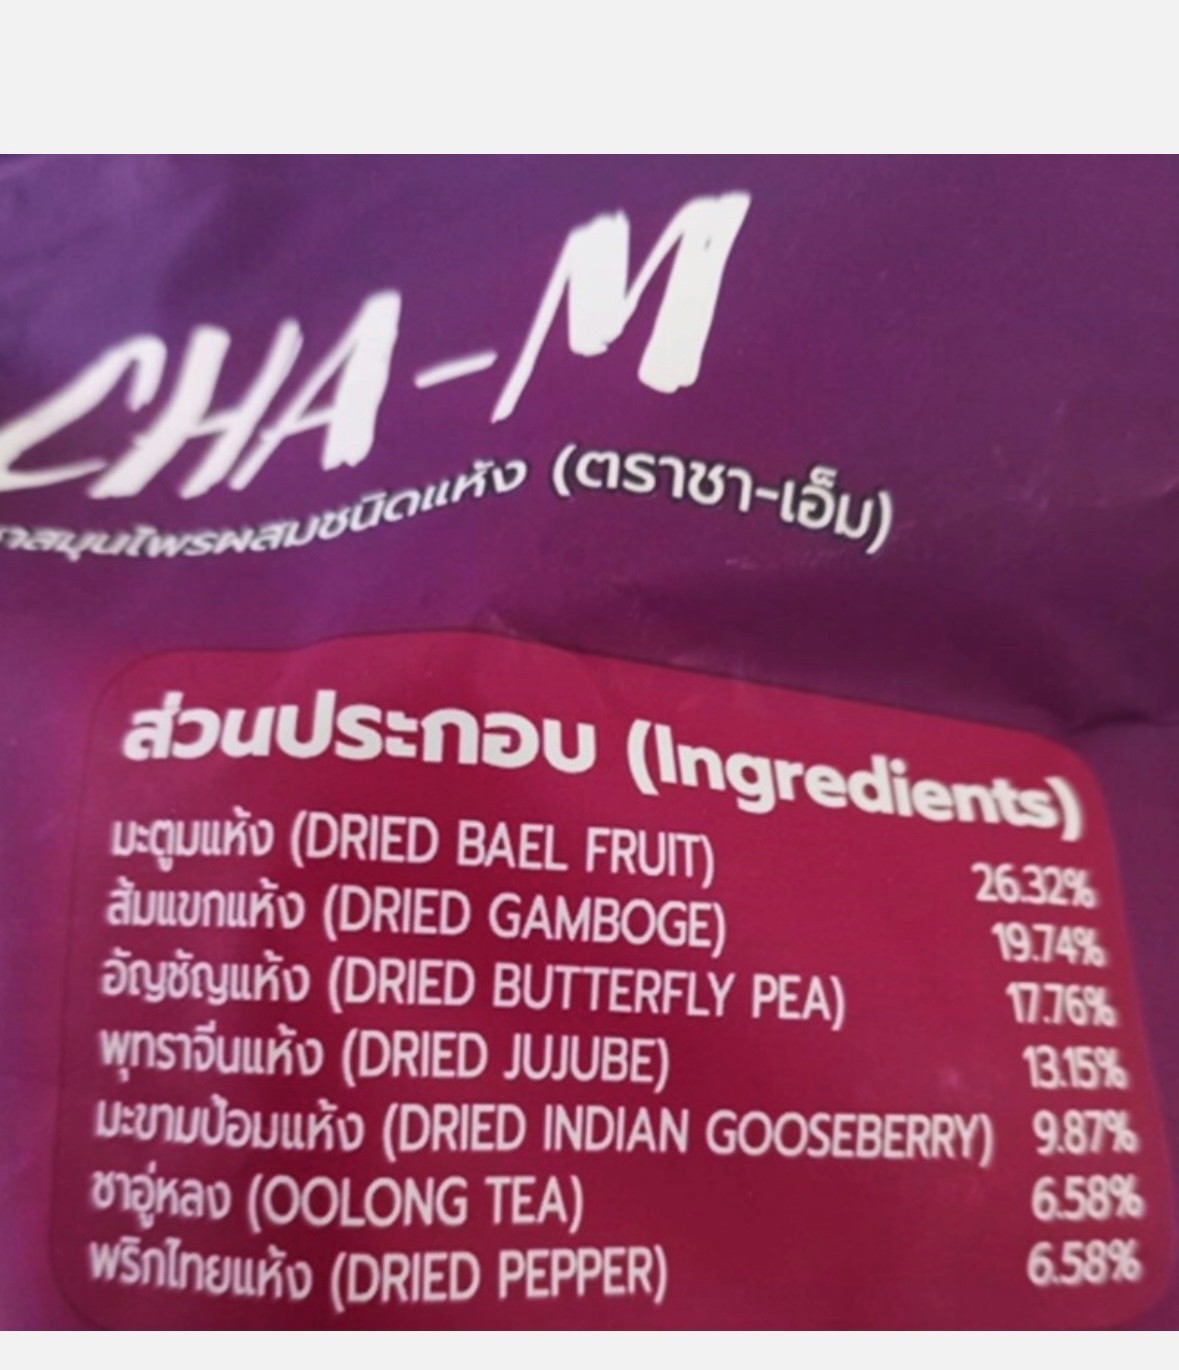 CHA-M
สมุนไพรผสมชนิดแห้ง (ตราชา-เอ็ม)
ส่วนประกอบ (Ingredients)
มะตูมแห้ง (DRIED BAEL FRUIT) 26.32%
ส้มแขกแห้ง (DRIED GAMBOGE) 19.74%
อัญชัญแห้ง (DRIED BUTTERFLY PEA) 17.76%
พุทราจีนแห้ง (DRIED JUJUBE) 13.15%
มะขามป้อมแห้ง (DRIED INDIAN GOOSEBERRY) 9.87%
ชาอู่หลง (OOLONG TEA) 6.58%
พริกไทยแห้ง (DRIED PEPPER) 6.58%